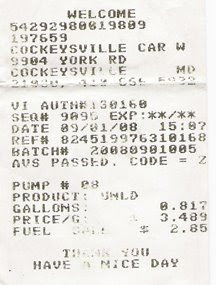 WELCOME
54292980019809
197659
COCKEYSVILLE CAR W
9904 YORK RD
COCKEYSVILLE MD
VI AUTH#130160
SEQ# 9095 EXP:**/**
DATE 09/01/08 15:07
REF# 824519976310168
BATCH# 20080901005
AVS PASSED. CODE = Z
PUMP # 08
PRODUCT: UNLD
GALLONS: 0.817
PRICE/G: $ 3.489
FUEL SALE $ 2.85
THANK YOU
HAVE A NICE DAY